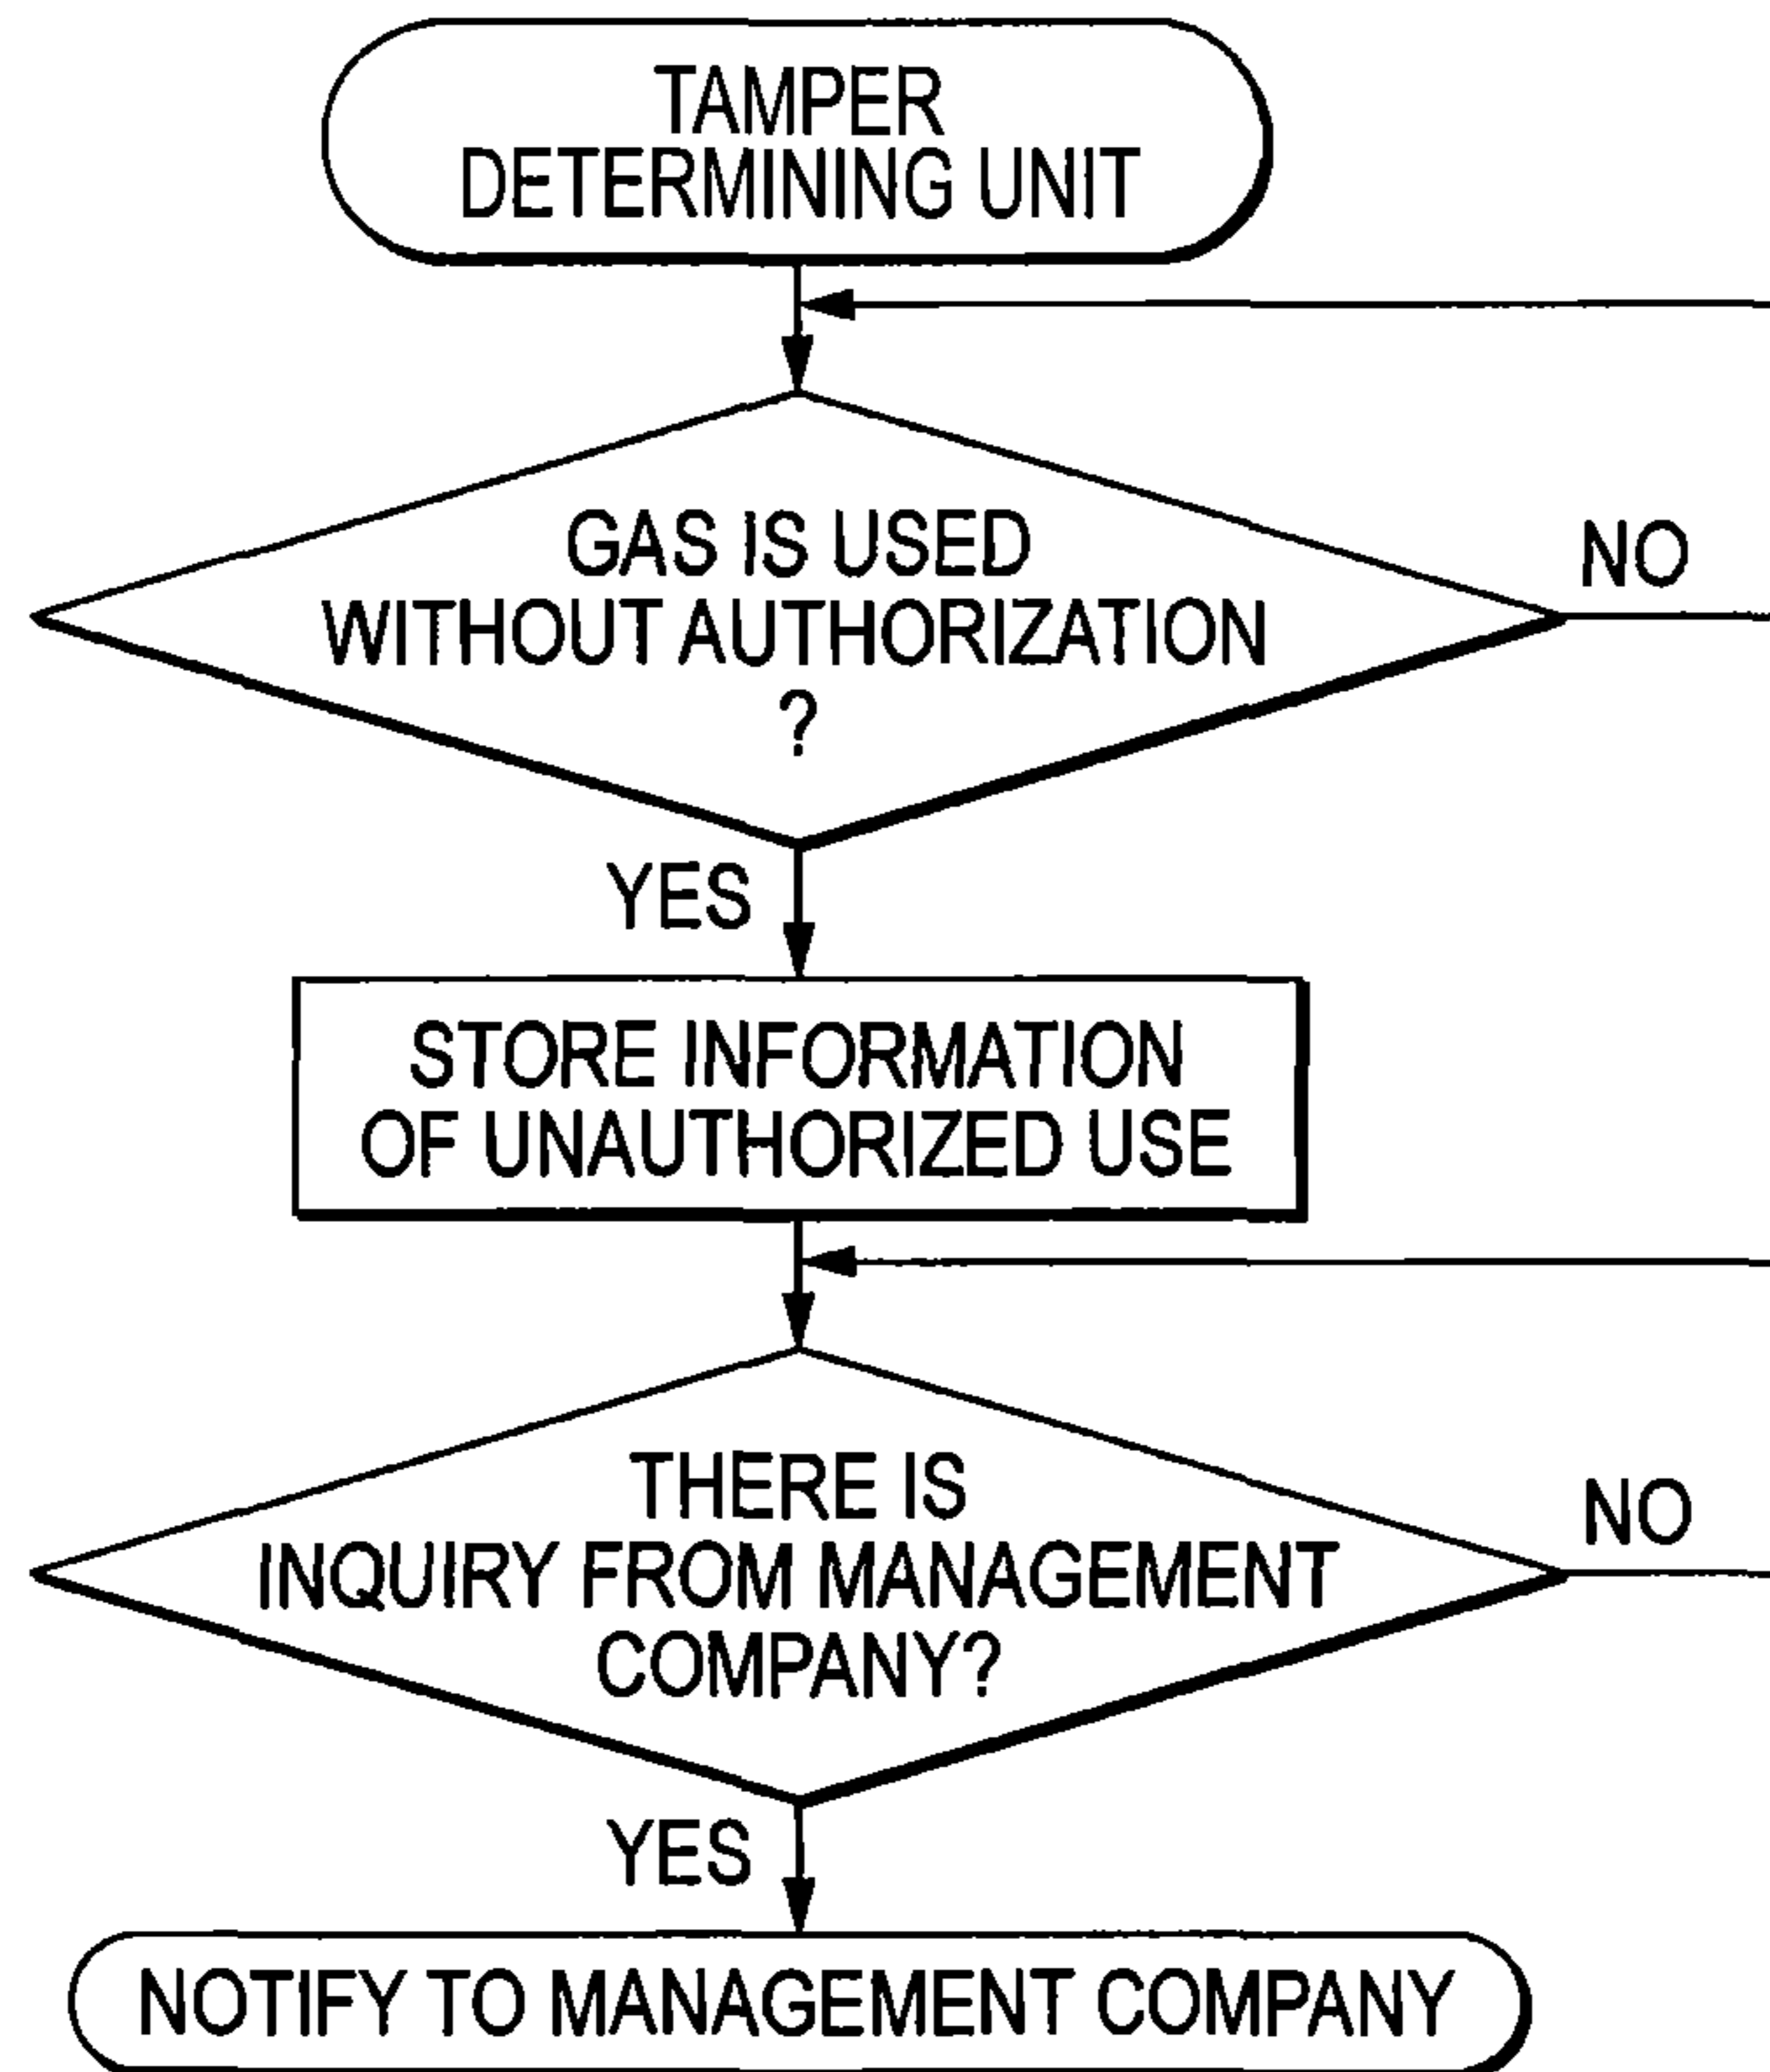 TAMPER
DETERMINING UNIT
GAS IS USED
WITHOUT AUTHORIZATION
?
NO
YES
STORE INFORMATION
OF UNAUTHORIZED USE
THERE IS
INQUIRY FROM MANAGEMENT
COMPANY?
NO
YES
NOTIFY TO MANAGEMENT COMPANY